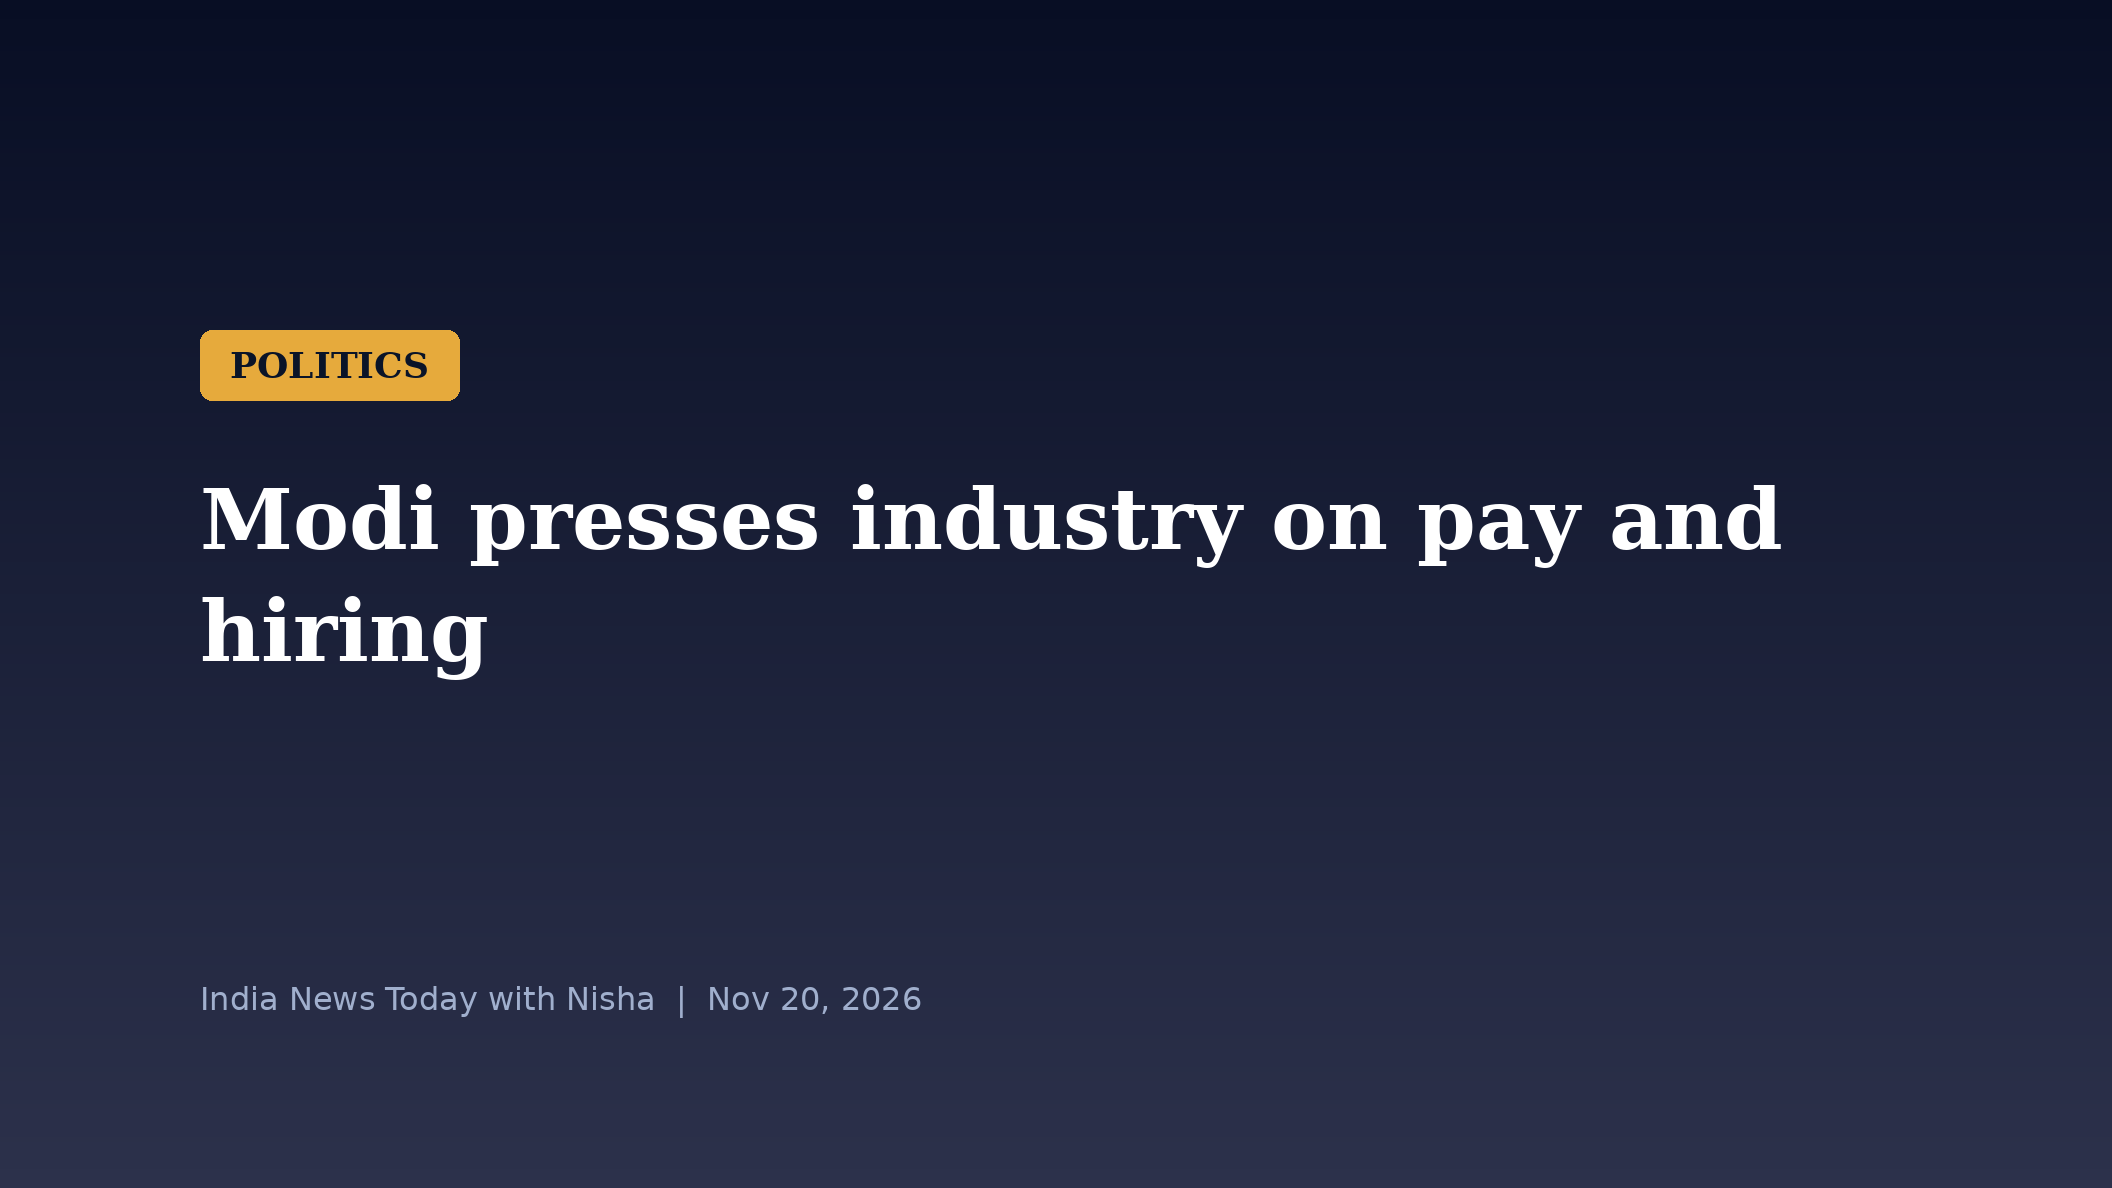 POLITICS
Modi presses industry on pay and
hiring
India News Today with Nisha | Nov 20, 2026